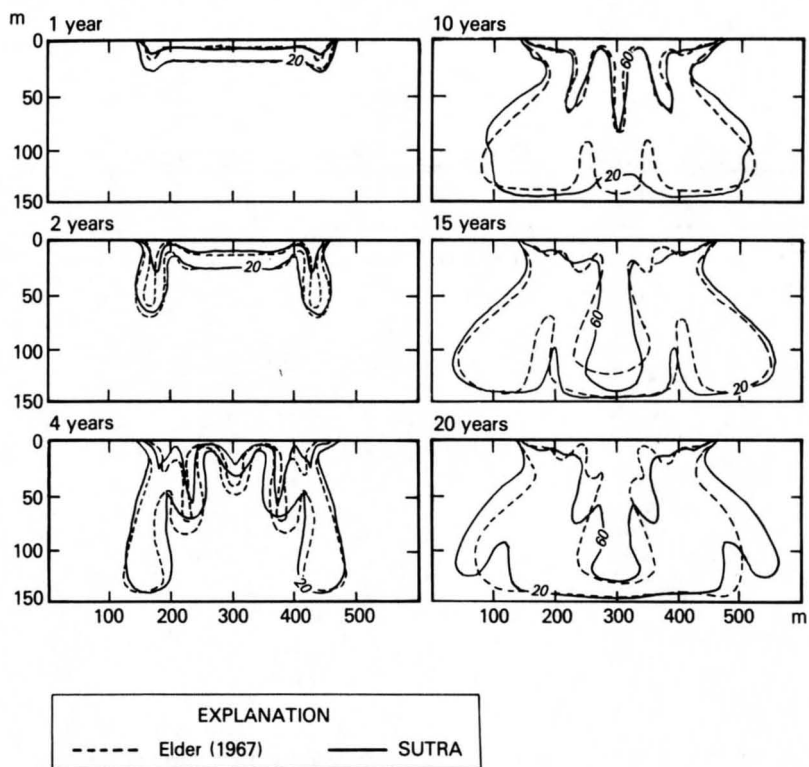 m
1 year
0
50
100
150
20
2 years
0
50
100
150
20
4 years
0
50
100
150
20
100 200 300 400 500
10 years
60
20
15 years
60
20
20 years
60
20
100 200 300 400 500 m
EXPLANATION
Elder (1967) SUTRA